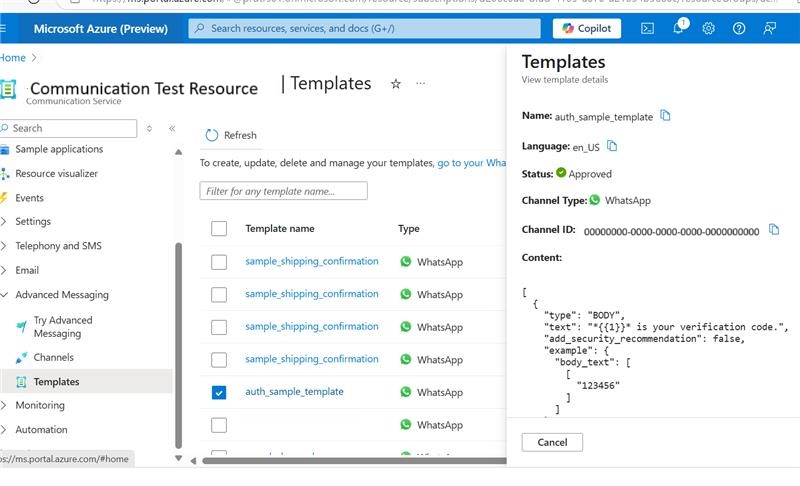 Microsoft Azure (Preview)
Search resources, services, and docs (G+/)
Copilot
1
Home
Communication Test Resource | Templates
Communication Service
Search
Sample applications
Resource visualizer
Events
Settings
Telephony and SMS
Email
Advanced Messaging
Try Advanced
Messaging
Channels
Templates
Monitoring
Automation
ps://ms.portal.azure.com/#home
Refresh
To create, update, delete and manage your templates, go to your Wha
Filter for any template name...
Template name Type
sample_shipping_confirmation WhatsApp
sample_shipping_confirmation WhatsApp
sample_shipping_confirmation WhatsApp
sample_shipping_confirmation WhatsApp
auth_sample_template WhatsApp
WhatsApp
WhatsApp
Templates
View template details
Name: auth_sample_template
Language: en_US
Status: Approved
Channel Type: WhatsApp
Channel ID: 00000000-0000-0000-0000-0000000000
Content:
[
{
"type": "BODY",
"text": "*{{1}}* is your verification code.",
"add_security_recommendation": false,
"example": {
"body_text": [
[
"123456"
]
]
Cancel